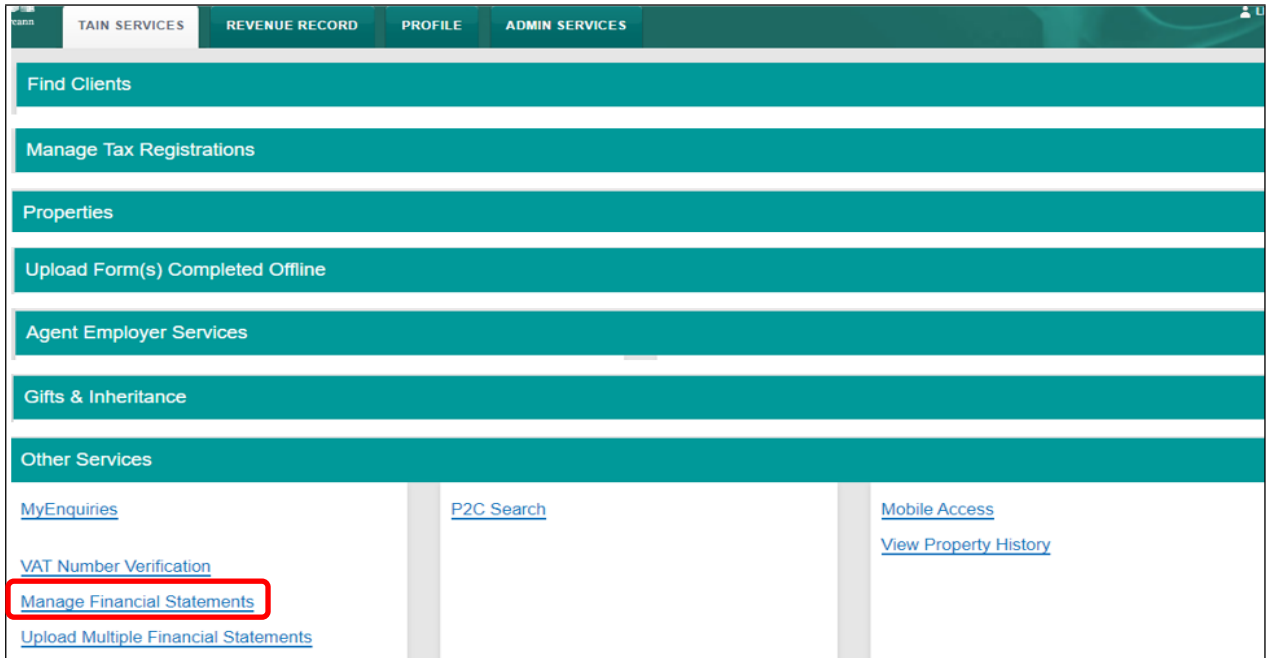 TAIN SERVICES
REVENUE RECORD
PROFILE
ADMIN SERVICES
Find Clients
Manage Tax Registrations
Properties
Upload Form(s) Completed Offline
Agent Employer Services
Gifts & Inheritance
Other Services
MyEnquiries
P2C Search
Mobile Access
View Property History
VAT Number Verification
Manage Financial Statements
Upload Multiple Financial Statements